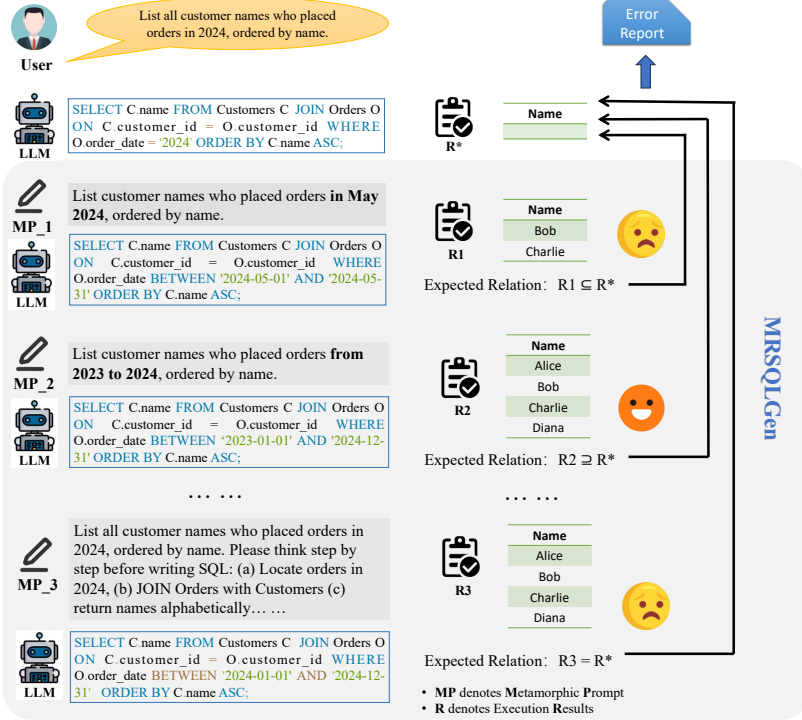 List all customer names who placed
orders in 2024, ordered by name.
Error
Report
User
SELECT C.name FROM Customers C JOIN Orders O
ON C.customer_id = O.customer_id WHERE
O.order_date = ‘2024’ ORDER BY C.name ASC;
LLM
R*
Name
MP_1
List customer names who placed orders in May
2024, ordered by name.
SELECT C.name FROM Customers C JOIN Orders O
ON C.customer_id = O.customer_id WHERE
O.order_date BETWEEN '2024-05-01' AND '2024-05-
31' ORDER BY C.name ASC;
LLM
R1
Name
Bob
Charlie
Expected Relation: R1 ⊆ R*
MP_2
List customer names who placed orders from
2023 to 2024, ordered by name.
SELECT C.name FROM Customers C JOIN Orders O
ON C.customer_id = O.customer_id WHERE
O.order_date BETWEEN ‘2023-01-01' AND '2024-12-
31' ORDER BY C.name ASC;
LLM
R2
Name
Alice
Bob
Charlie
Diana
Expected Relation: R2 ⊇ R*
MRSQLGen
... ...
... ...
MP_3
List all customer names who placed orders in
2024, ordered by name. Please think step by
step before writing SQL: (a) Locate orders in
2024, (b) JOIN Orders with Customers (c)
return names alphabetically… …
SELECT C.name FROM Customers C JOIN Orders O
ON C.customer_id = O.customer_id WHERE
O.order_date BETWEEN ‘2024-01-01' AND ‘2024-12-
31’ ORDER BY C.name ASC;
LLM
R3
Name
Alice
Bob
Charlie
Diana
Expected Relation: R3 = R*
• MP denotes Metamorphic Prompt
• R denotes Execution Results